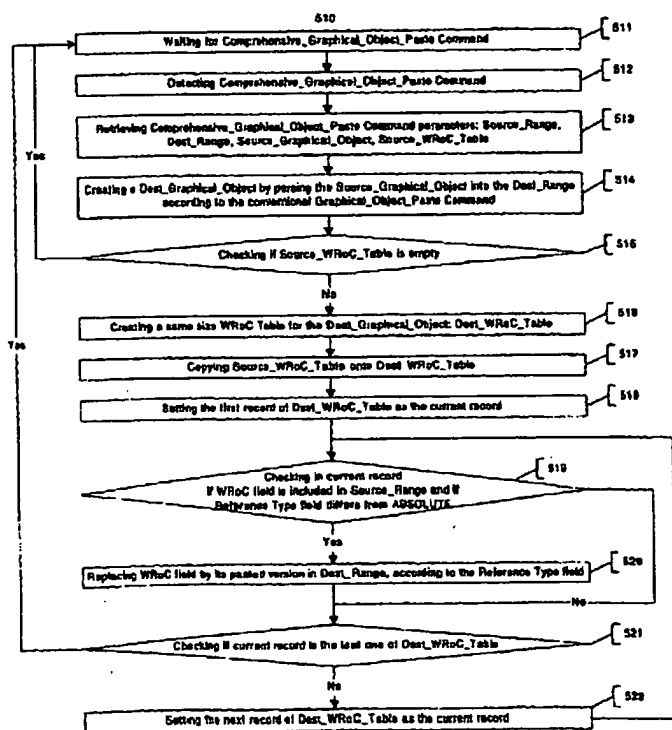 510
Waiting for Comprehensive_Graphical_Object_Paste Command
511
Detecting Comprehensive_Graphical_Object_Paste Command
512
Retrieving Comprehensive_Graphical_Object_Paste Command parameters: Source_Range,
Dest_Range, Source_Graphical_Object, Source_WRoC_Table
513
Yes
Creating a Dest_Graphical_Object by parsing the Source_Graphical_Object into the Dest_Range
according to the conventional Graphical_Object_Paste Command
514
Checking if Source_WRoC_Table is empty
515
No
Creating a same size WRoC Table for the Dest_Graphical_Object: Dest_WRoC_Table
516
Yes
Copying Source_WRoC_Table onto Dest_WRoC_Table
517
Setting the first record of Dest_WRoC_Table as the current record
518
Checking in current record
If WRoC field is included in Source_Range and if
Reference Type field differs from ABSOLUTE
519
Yes
Replacing WRoC field by its pasted version in Dest_Range, according to the Reference Type field
520
No
Checking if current record is the last one of Dest_WRoC_Table
521
No
Setting the next record of Dest_WRoC_Table as the current record
522